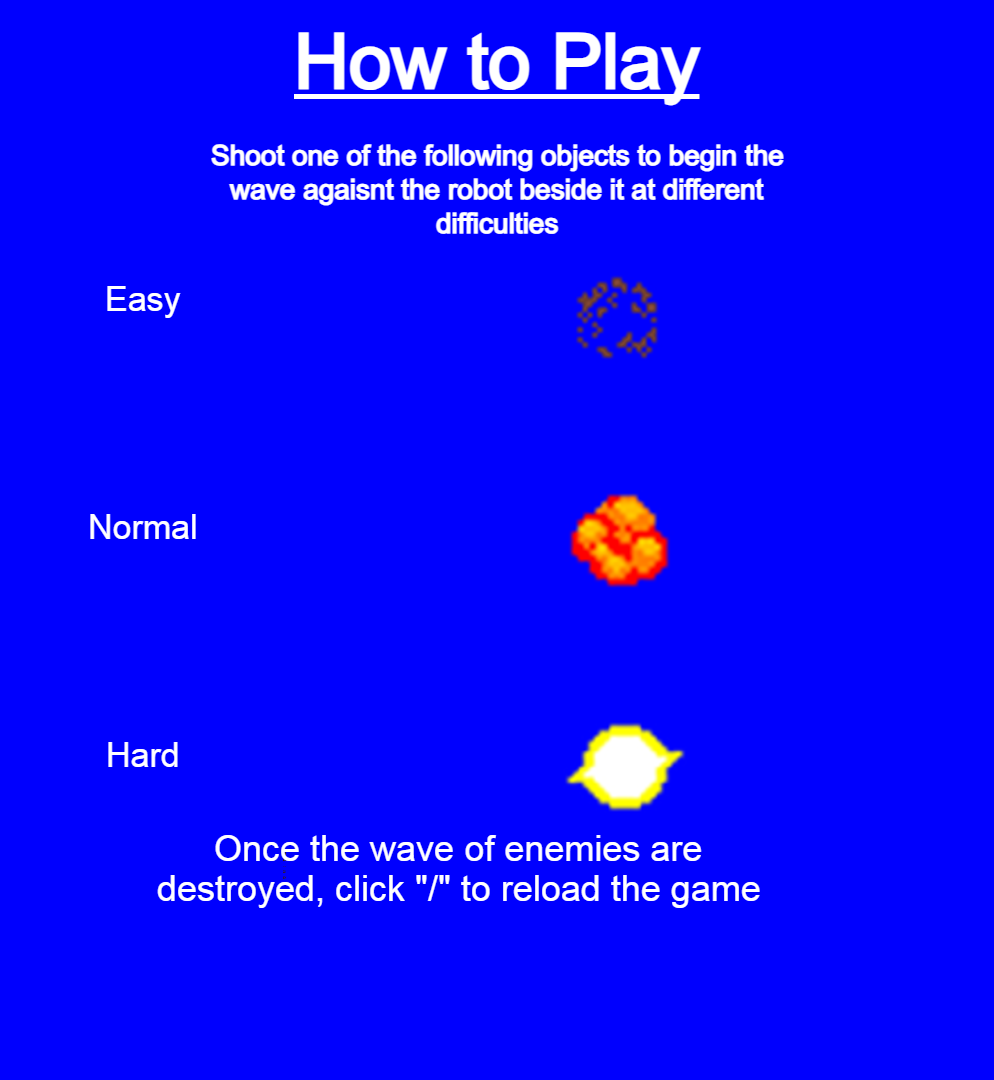 How to Play
Shoot one of the following objects to begin the
wave agaisnt the robot beside it at different
difficulties
Easy
Normal
Hard
Once the wave of enemies are
destroyed, click "/" to reload the game